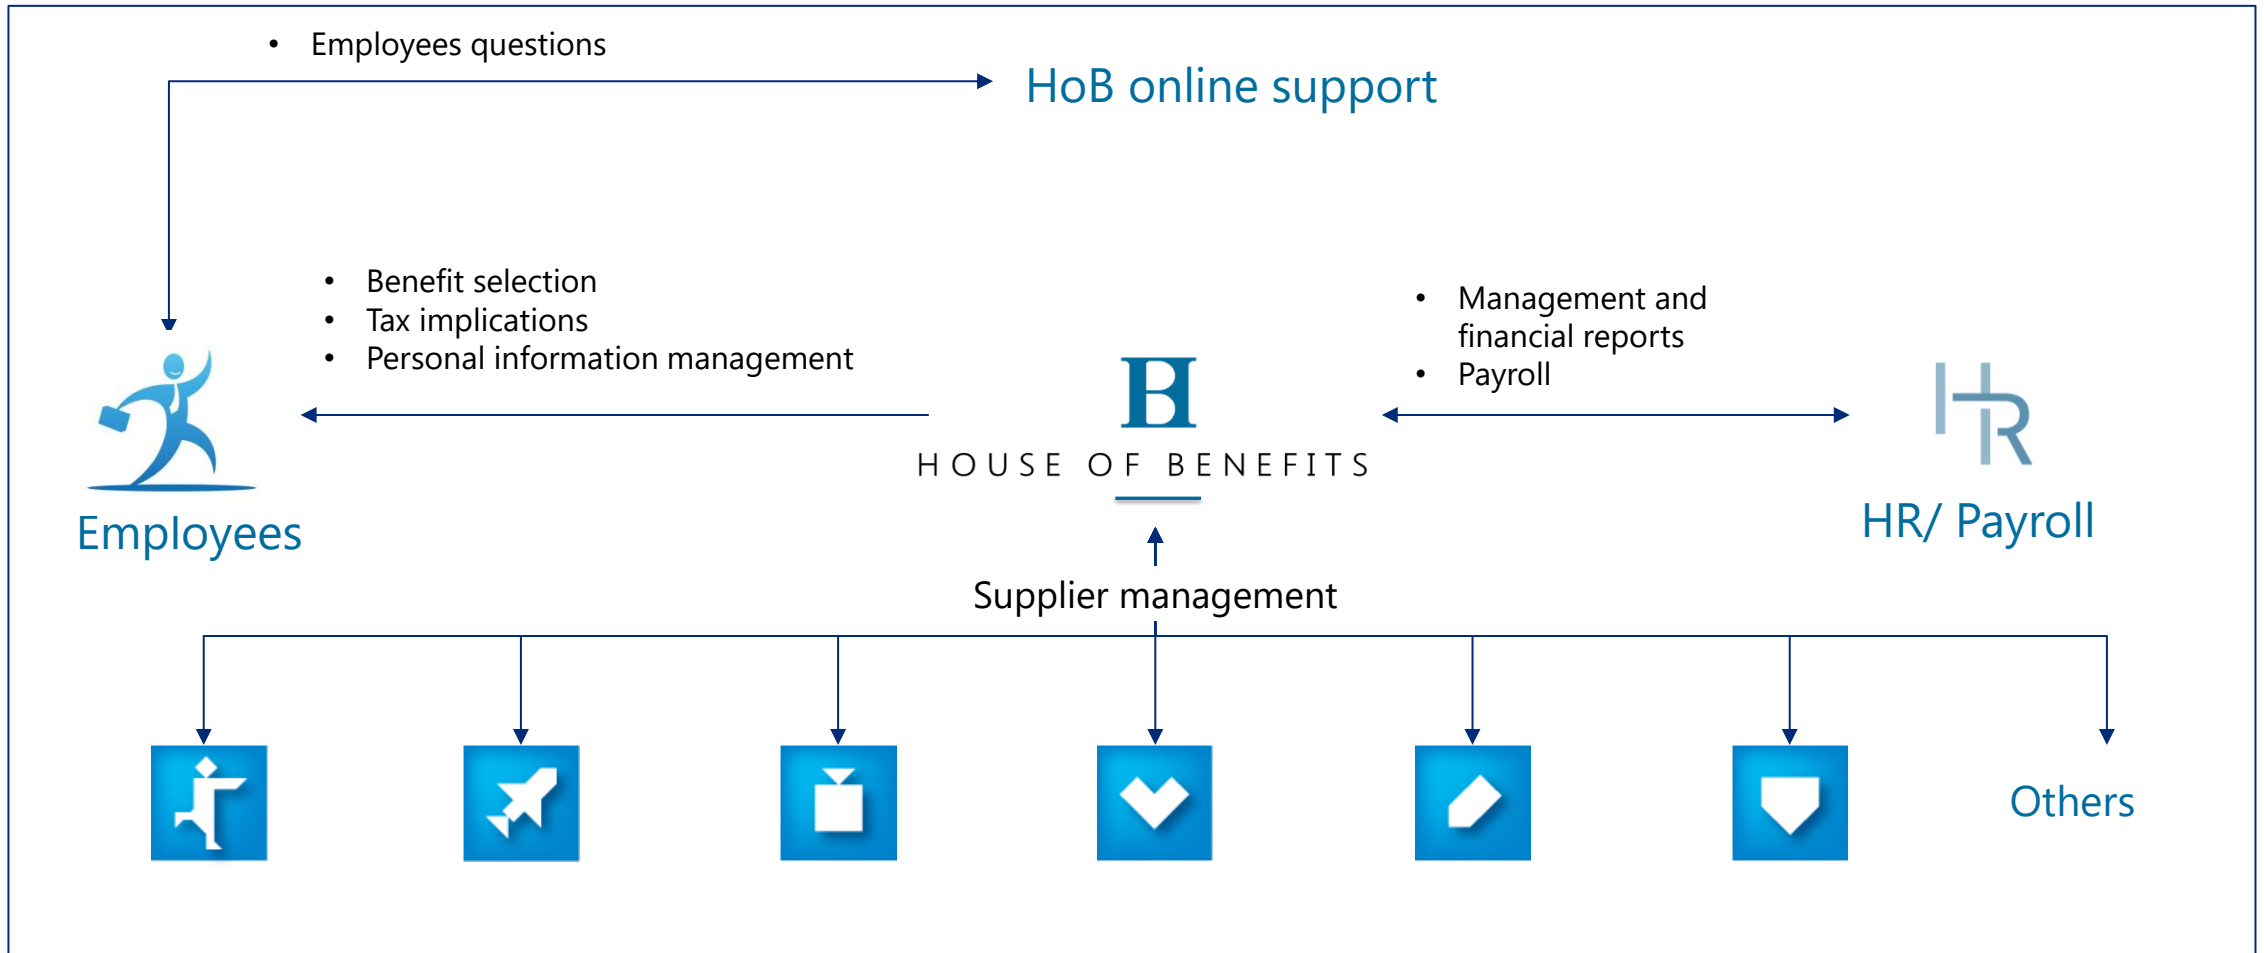 • Employees questions
HoB online support
• Benefit selection
• Tax implications
• Personal information management
• Management and
financial reports
• Payroll
HOUSE OF BENEFITS
HR
Employees
HR/ Payroll
Supplier management
Others